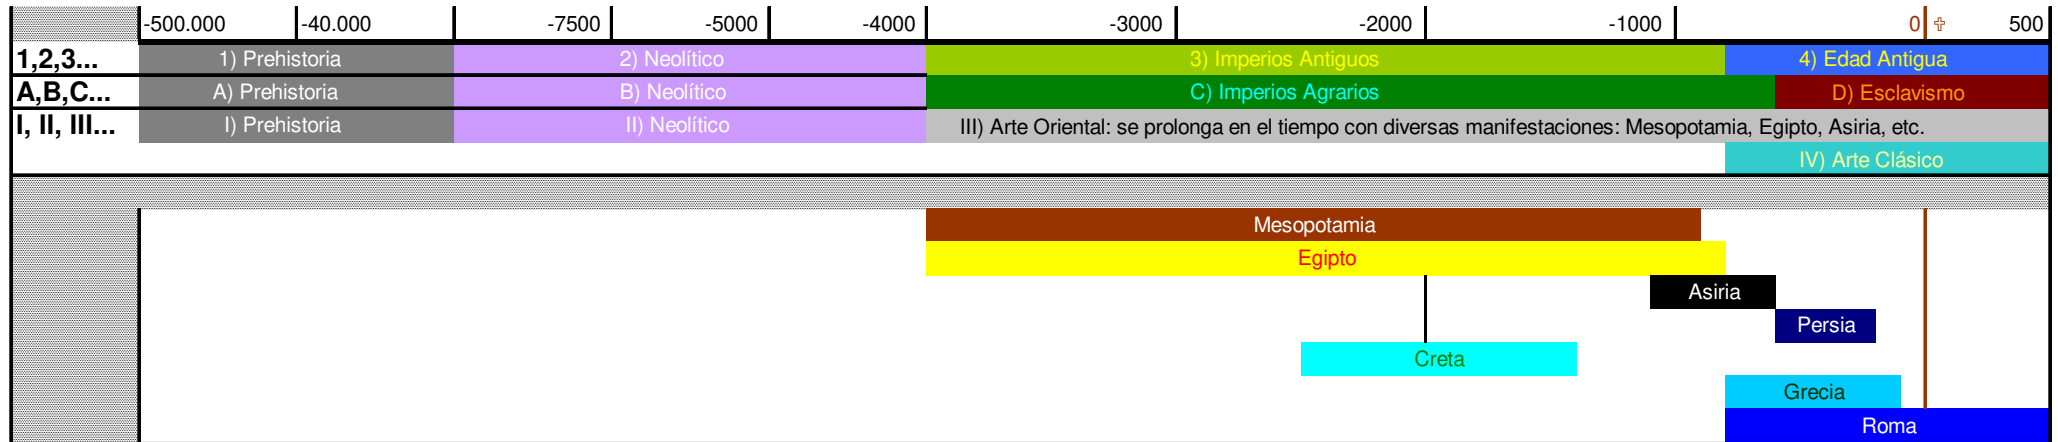 -500.000 -40.000 -7500 -5000 -4000 -3000 -2000 -1000 0 ✞ 500
1,2,3... 1) Prehistoria 2) Neolítico 3) Imperios Antiguos 4) Edad Antigua
A,B,C... A) Prehistoria B) Neolítico C) Imperios Agrarios D) Esclavismo
I, II, III... I) Prehistoria II) Neolítico III) Arte Oriental: se prolonga en el tiempo con diversas manifestaciones: Mesopotamia, Egipto, Asiria, etc.
IV) Arte Clásico
Mesopotamia
Egipto
Asiria
Persia
Creta
Grecia
Roma